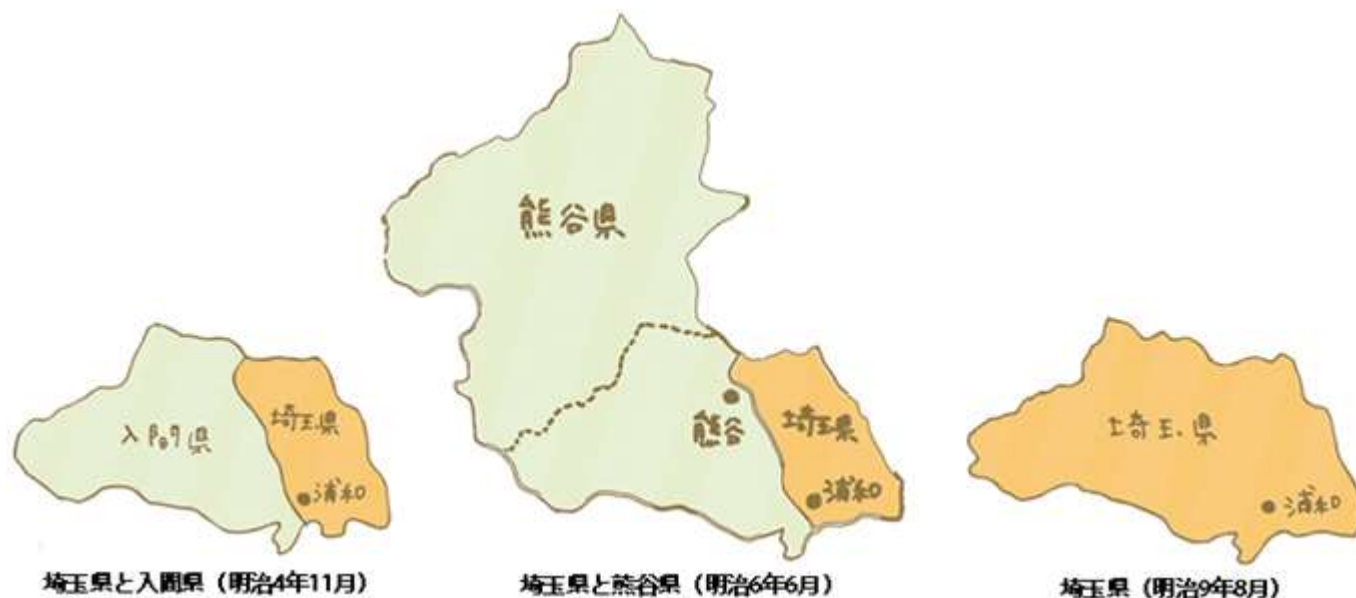 入間県
埼玉県
浦和
埼玉県と入間県（明治4年11月）
熊谷県
熊谷
埼玉県
浦和
埼玉県と熊谷県（明治6年6月）
埼玉県
浦和
埼玉県（明治9年8月）